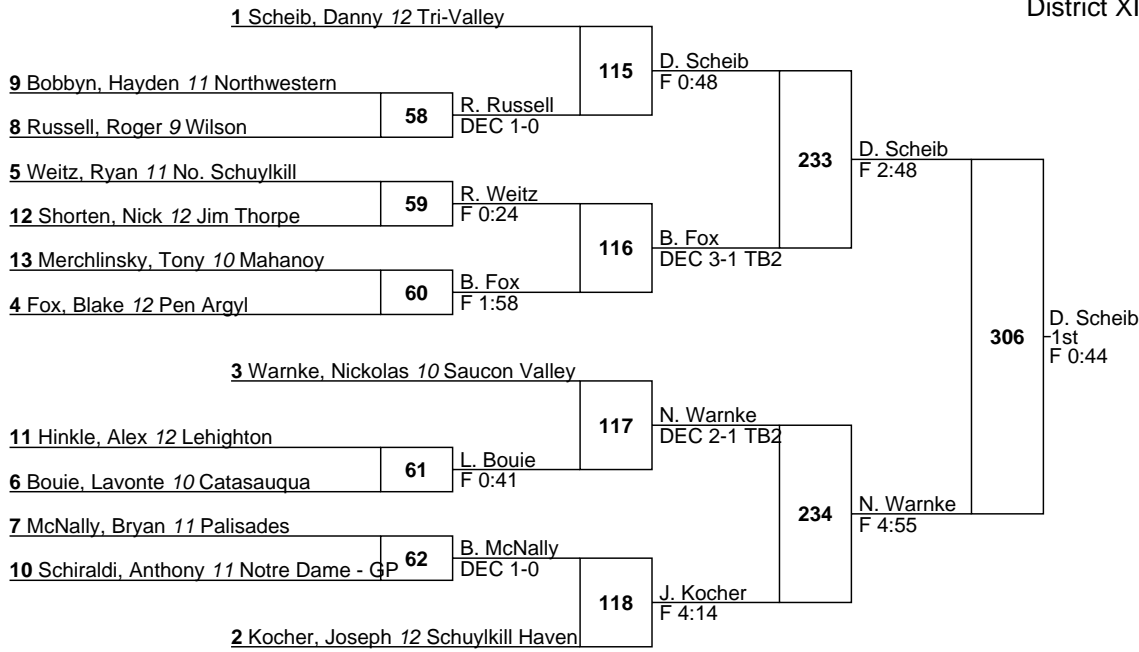 District XI
1 Scheib, Danny 12 Tri-Valley
115
D. Scheib
F 0:48
9 Bobbyn, Hayden 11 Northwestern
58
R. Russell
DEC 1-0
8 Russell, Roger 9 Wilson
233
D. Scheib
F 2:48
5 Weitz, Ryan 11 No. Schuylkill
59
R. Weitz
F 0:24
12 Shorten, Nick 12 Jim Thorpe
116
B. Fox
DEC 3-1 TB2
13 Merchlinsky, Tony 10 Mahanoy
60
B. Fox
F 1:58
4 Fox, Blake 12 Pen Argyl
306
D. Scheib
1st
F 0:44
3 Warnke, Nickolas 10 Saucon Valley
117
N. Warnke
DEC 2-1 TB2
11 Hinkle, Alex 12 Lehighton
61
L. Bouie
F 0:41
6 Bouie, Lavonte 10 Catasauqua
234
N. Warnke
F 4:55
7 McNally, Bryan 11 Palisades
62
B. McNally
DEC 1-0
10 Schiraldi, Anthony 11 Notre Dame - GP
118
J. Kocher
F 4:14
2 Kocher, Joseph 12 Schuylkill Haven